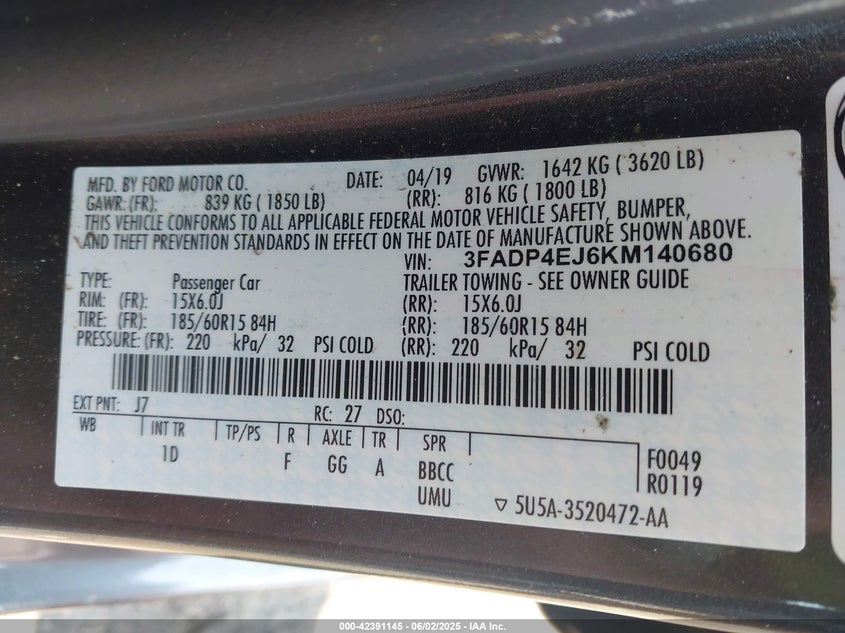 MFD. BY FORD MOTOR CO. DATE: 04/19 GVWR: 1642 KG ( 3620 LB)
GAWR: (FR): 839 KG ( 1850 LB) (RR): 816 KG ( 1800 LB)
THIS VEHICLE CONFORMS TO ALL APPLICABLE FEDERAL MOTOR VEHICLE SAFETY, BUMPER,
AND THEFT PREVENTION STANDARDS IN EFFECT ON THE DATE OF MANUFACTURE SHOWN ABOVE.
VIN: 3FADP4EJ6KM140680
TYPE: Passenger Car TRAILER TOWING - SEE OWNER GUIDE
RIM: (FR): 15X6.0J (RR): 15X6.0J
TIRE: (FR): 185/60R15 84H (RR): 185/60R15 84H
PRESSURE: (FR): 220 kPa/ 32 PSI COLD (RR): 220 kPa/ 32 PSI COLD
EXT PNT: J7 RC: 27 DSO:
WB INT TR TP/PS R AXLE TR SPR F0049
1D F GG A BBCC R0119
UMU ▽ 5U5A-3520472-AA
000-42391145 - 06/02/2025 - IAA Inc.